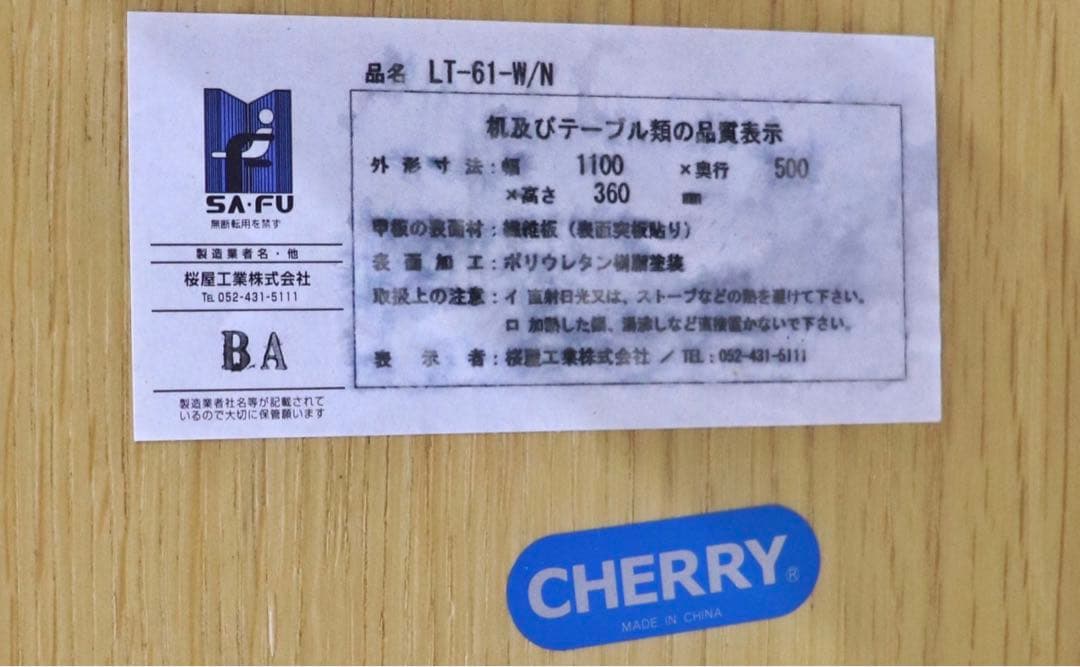 品名 LT-61-W/N
SA・FU
無断転用を禁ず
製造業者名・他
桜屋工業株式会社
TEL 052-431-5111
BA
製造業者社名等が記載されて
いるので大切に保管願います
机及びテーブル類の品質表示
外形寸法：幅 1100 ×奥行 500
×高さ 360 mm
甲板の表面材：繊維板（表面突板貼り）
表面加工：ポリウレタン樹脂塗装
取扱上の注意：イ 直射日光又は、ストーブなどの熱を避けて下さい。
ロ 加熱した鍋、湯沸しなど直接置かないで下さい。
表示者：桜屋工業株式会社 / TEL：052-431-5111
CHERRY®
MADE IN CHINA